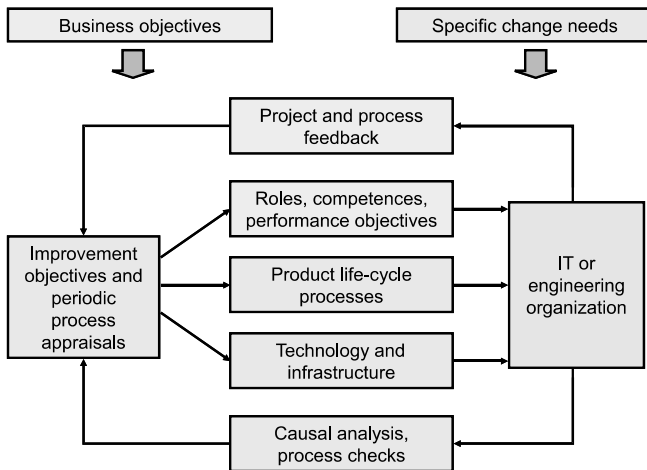 Business objectives
Specific change needs
Project and process
feedback
Roles, competences,
performance objectives
Improvement
objectives and
periodic
process
appraisals
Product life-cycle
processes
IT or
engineering
organization
Technology and
infrastructure
Causal analysis,
process checks